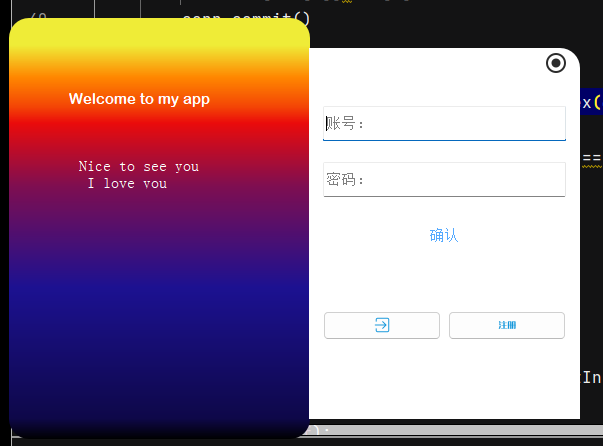 conn.commit()
Welcome to my app
Nice to see you
I love you
账号：
密码：
确认
注册
x(
==
In
);